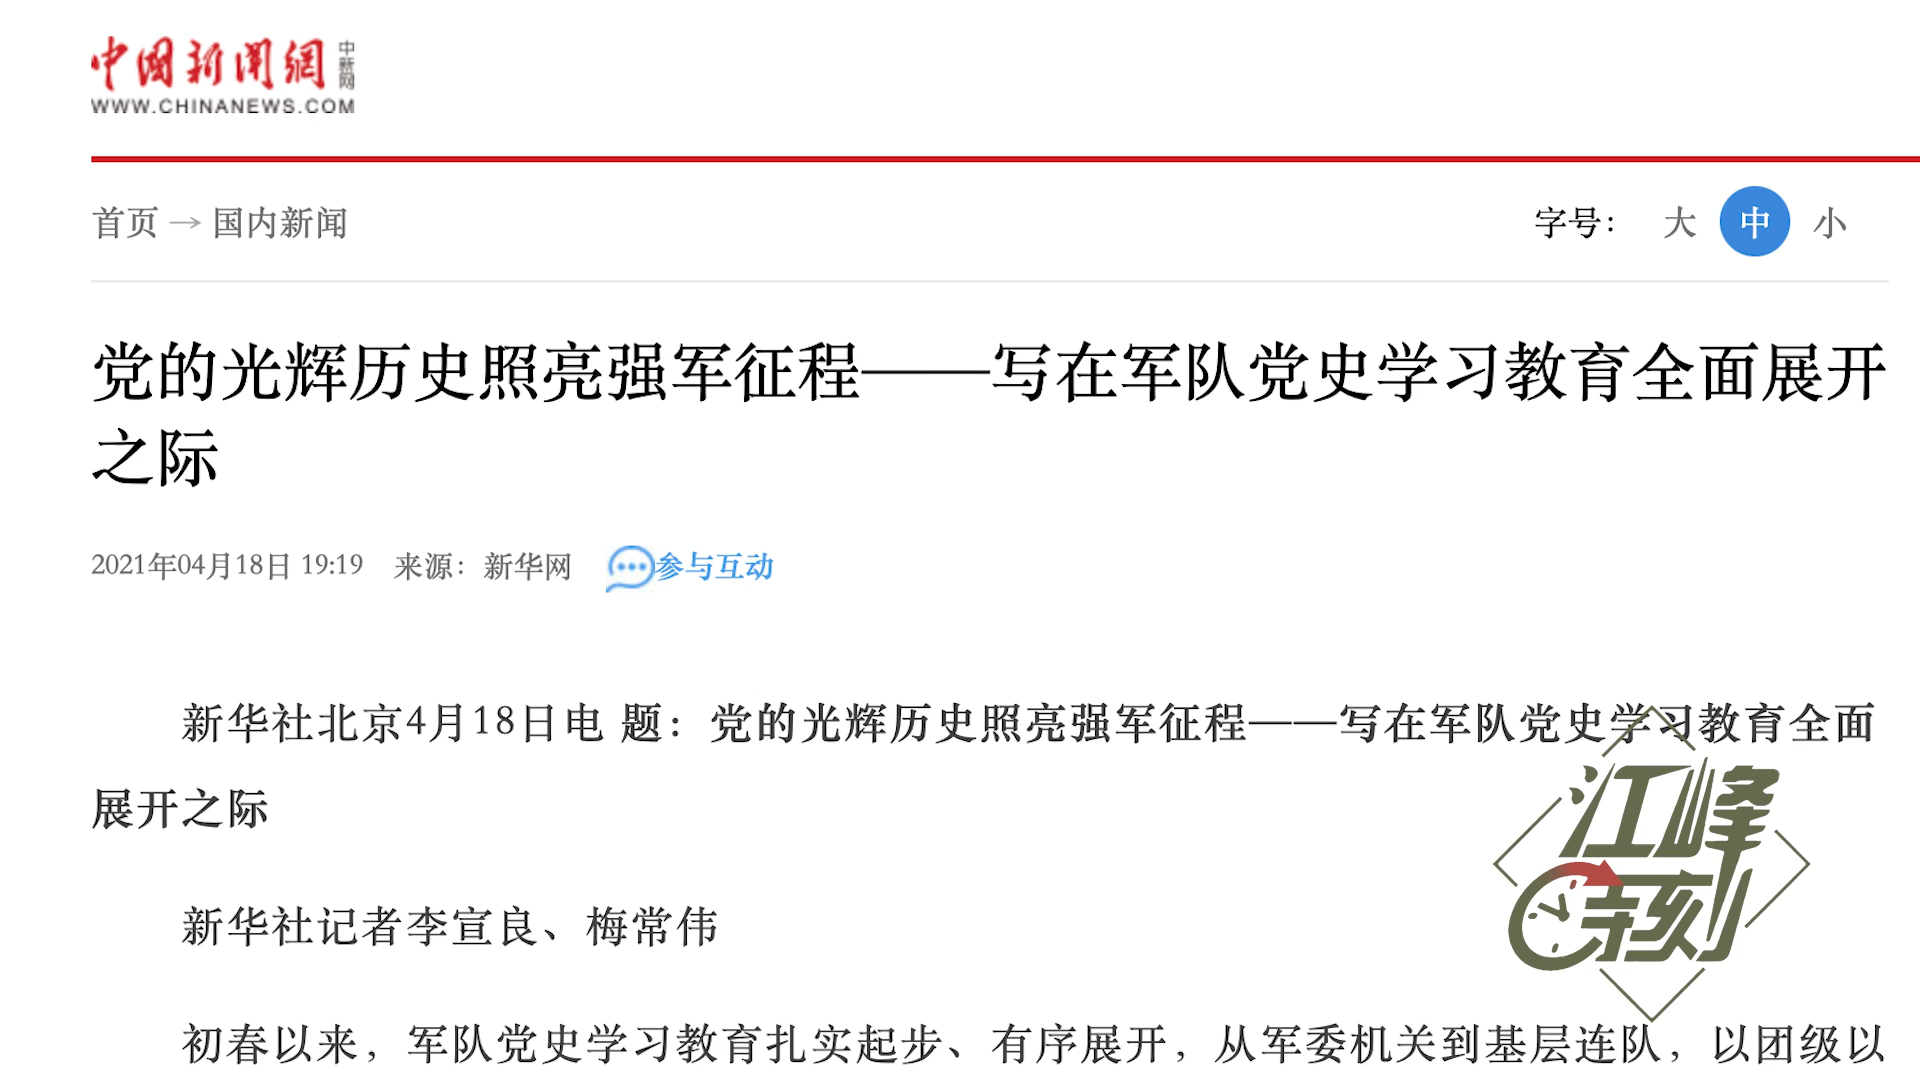 中國新聞網
中新网
WWW.CHINANEWS.COM
首页 → 国内新闻
字号： 大 中 小
党的光辉历史照亮强军征程——写在军队党史学习教育全面展开
之际
2021年04月18日 19:19 来源：新华网 参与互动
新华社北京4月18日电 题：党的光辉历史照亮强军征程——写在军队党史学习教育全面
展开之际
江峰
时刻
新华社记者李宣良、梅常伟
初春以来，军队党史学习教育扎实起步、有序展开，从军委机关到基层连队，以团级以